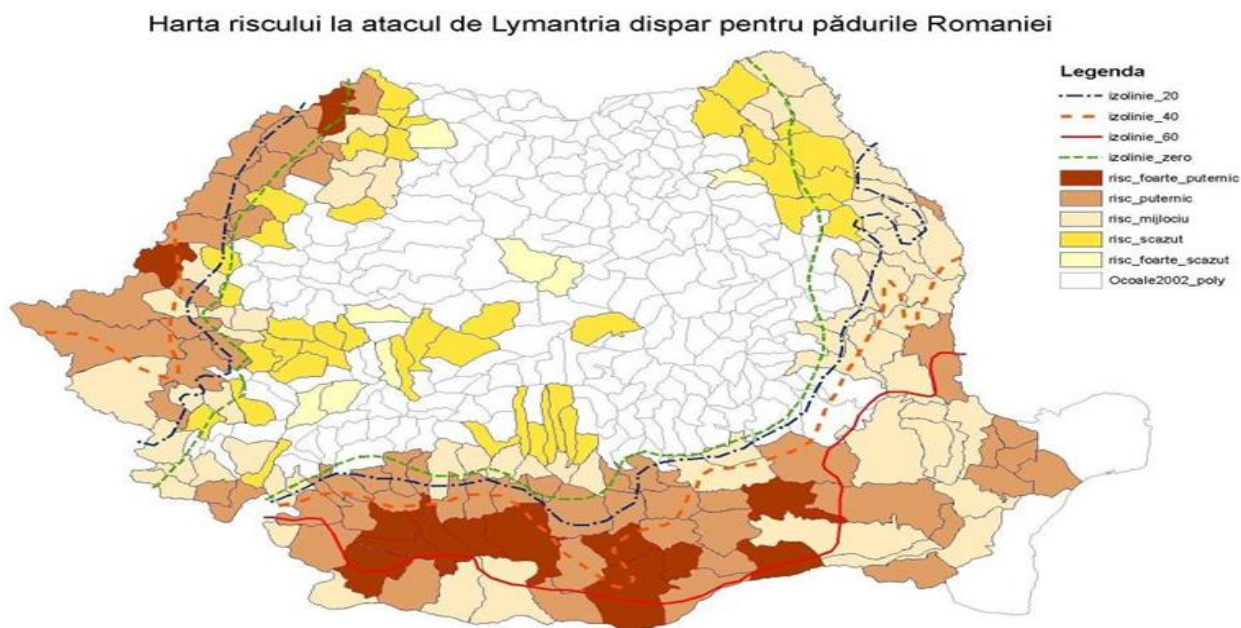 Harta riscului la atacul de Lymantria dispar pentru pădurile Romaniei
Legenda
izolinie_20
izolinie_40
izolinie_60
izolinie_zero
risc_foarte_puternic
risc_puternic
risc_mijlociu
risc_scazut
risc_foarte_scazut
Ocoale2002_poly